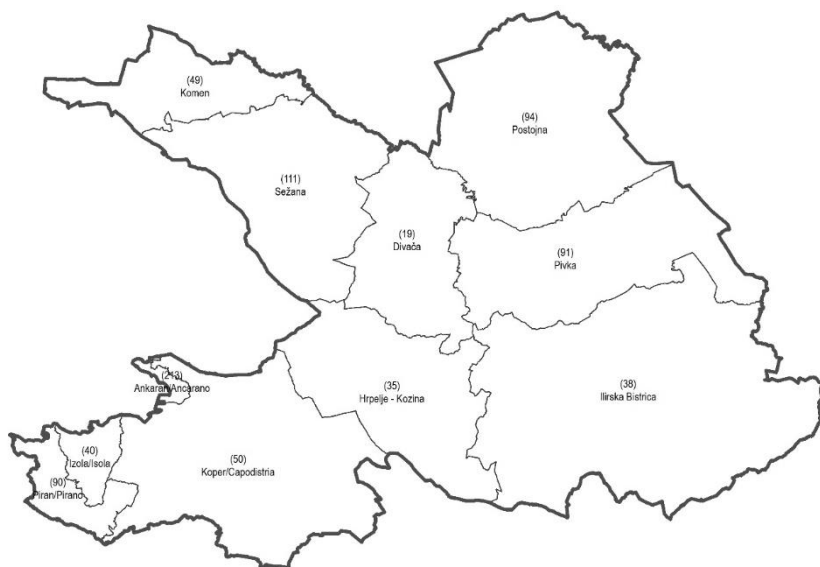 (49)
Komen
(94)
Postojna
(111)
Sežana
(19)
Divača
(91)
Pivka
(213)
Ankaran/Ancarano
(35)
Hrpelje - Kozina
(38)
Ilirska Bistrica
(40)
Izola/Isola
(50)
Koper/Capodistria
(90)
Piran/Pirano